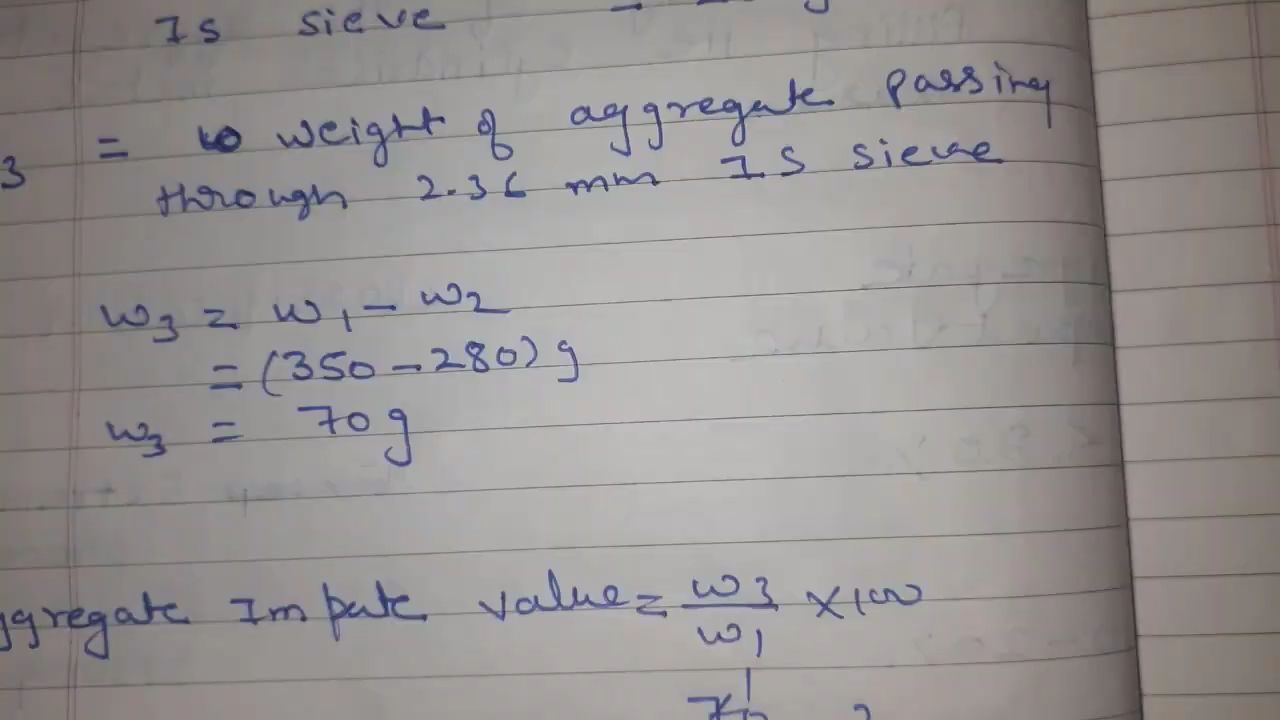 Is sieve
3 = weight of aggregate passing
through 2.36 mm IS sieve
w3 = w1 - w2
= (350 - 280) g
w3 = 70 g
ggregate Impate value = w3/w1 × 100